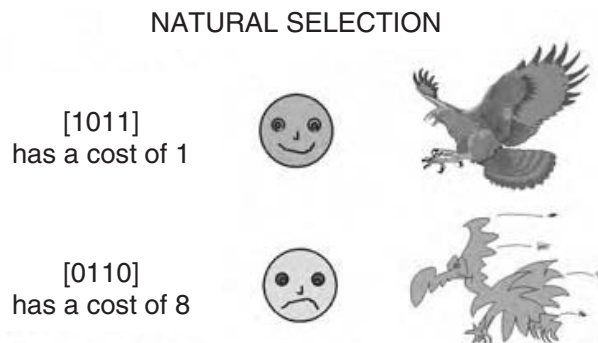 NATURAL SELECTION
[1011]
has a cost of 1
[0110]
has a cost of 8